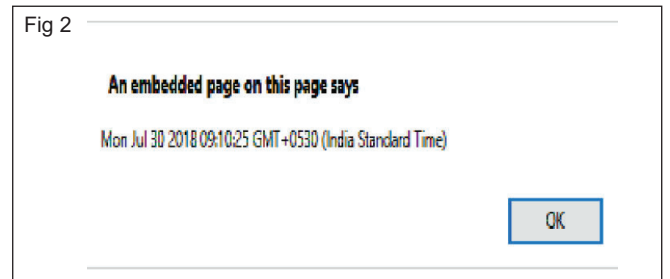 Fig 2
An embedded page on this page says
Mon Jul 30 2018 09:10:25 GMT+0530 (India Standard Time)
OK